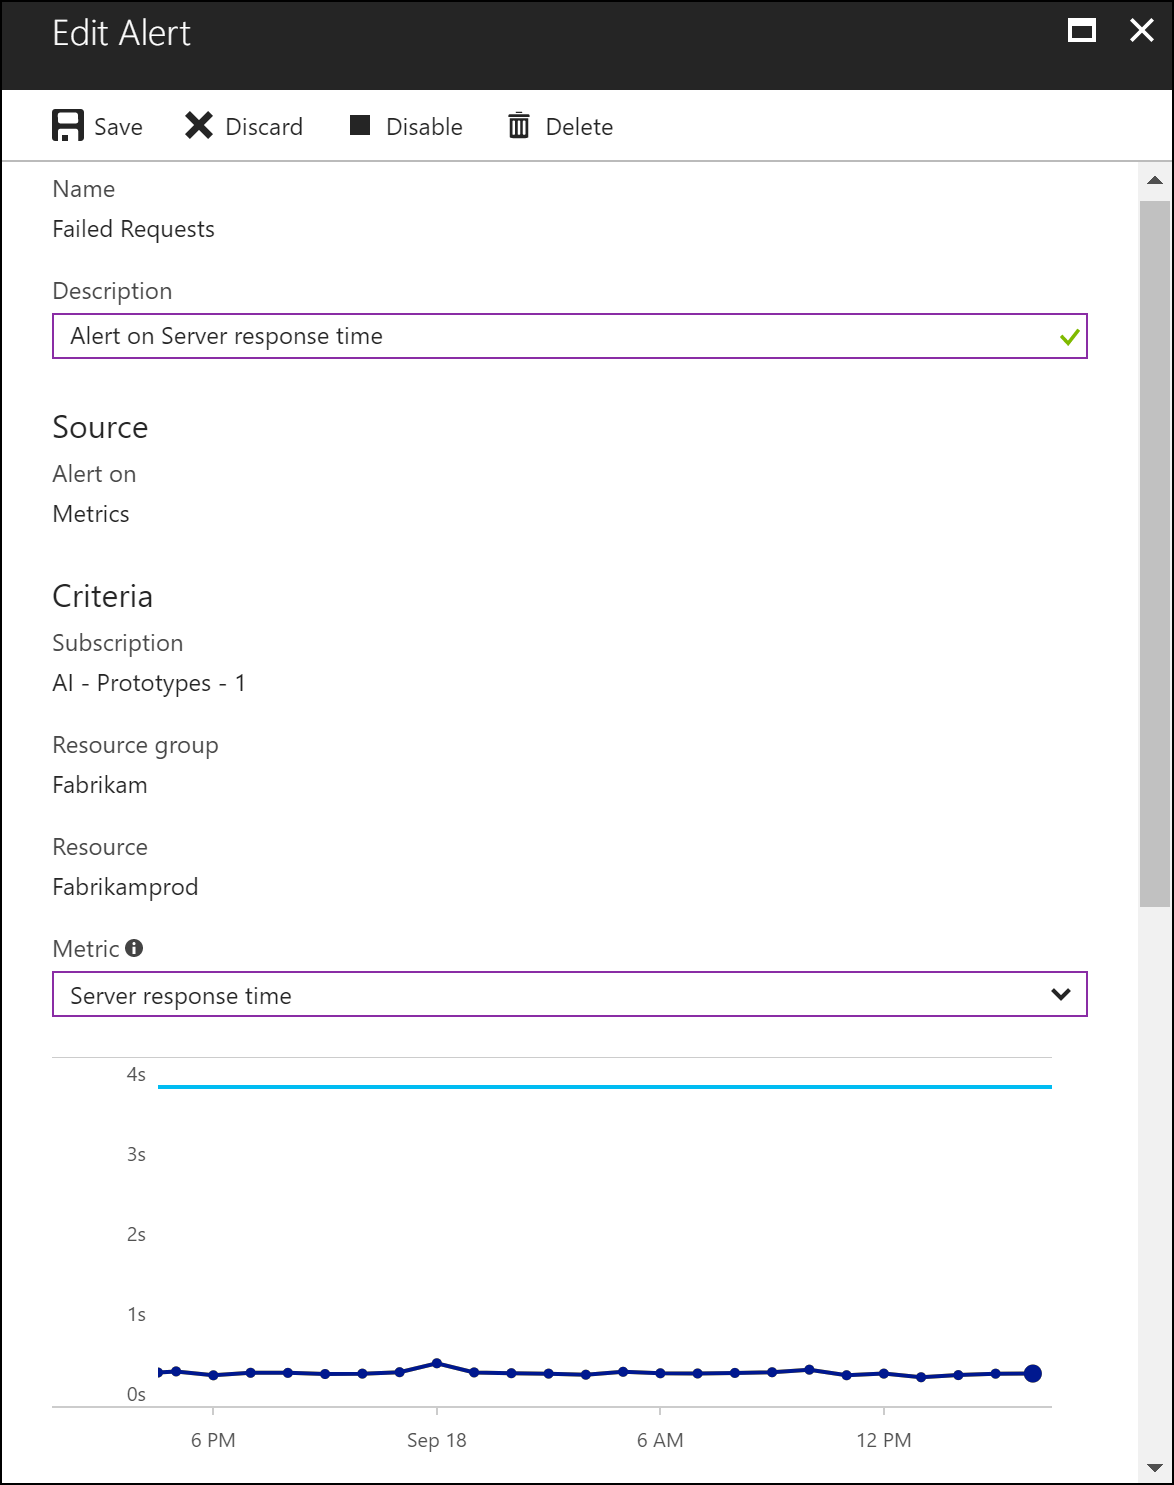 Edit Alert
Save Discard Disable Delete
Name
Failed Requests
Description
Alert on Server response time
Source
Alert on
Metrics
Criteria
Subscription
AI - Prototypes - 1
Resource group
Fabrikam
Resource
Fabrikamprod
Metric
Server response time
4s
3s
2s
1s
0s
6 PM Sep 18 6 AM 12 PM